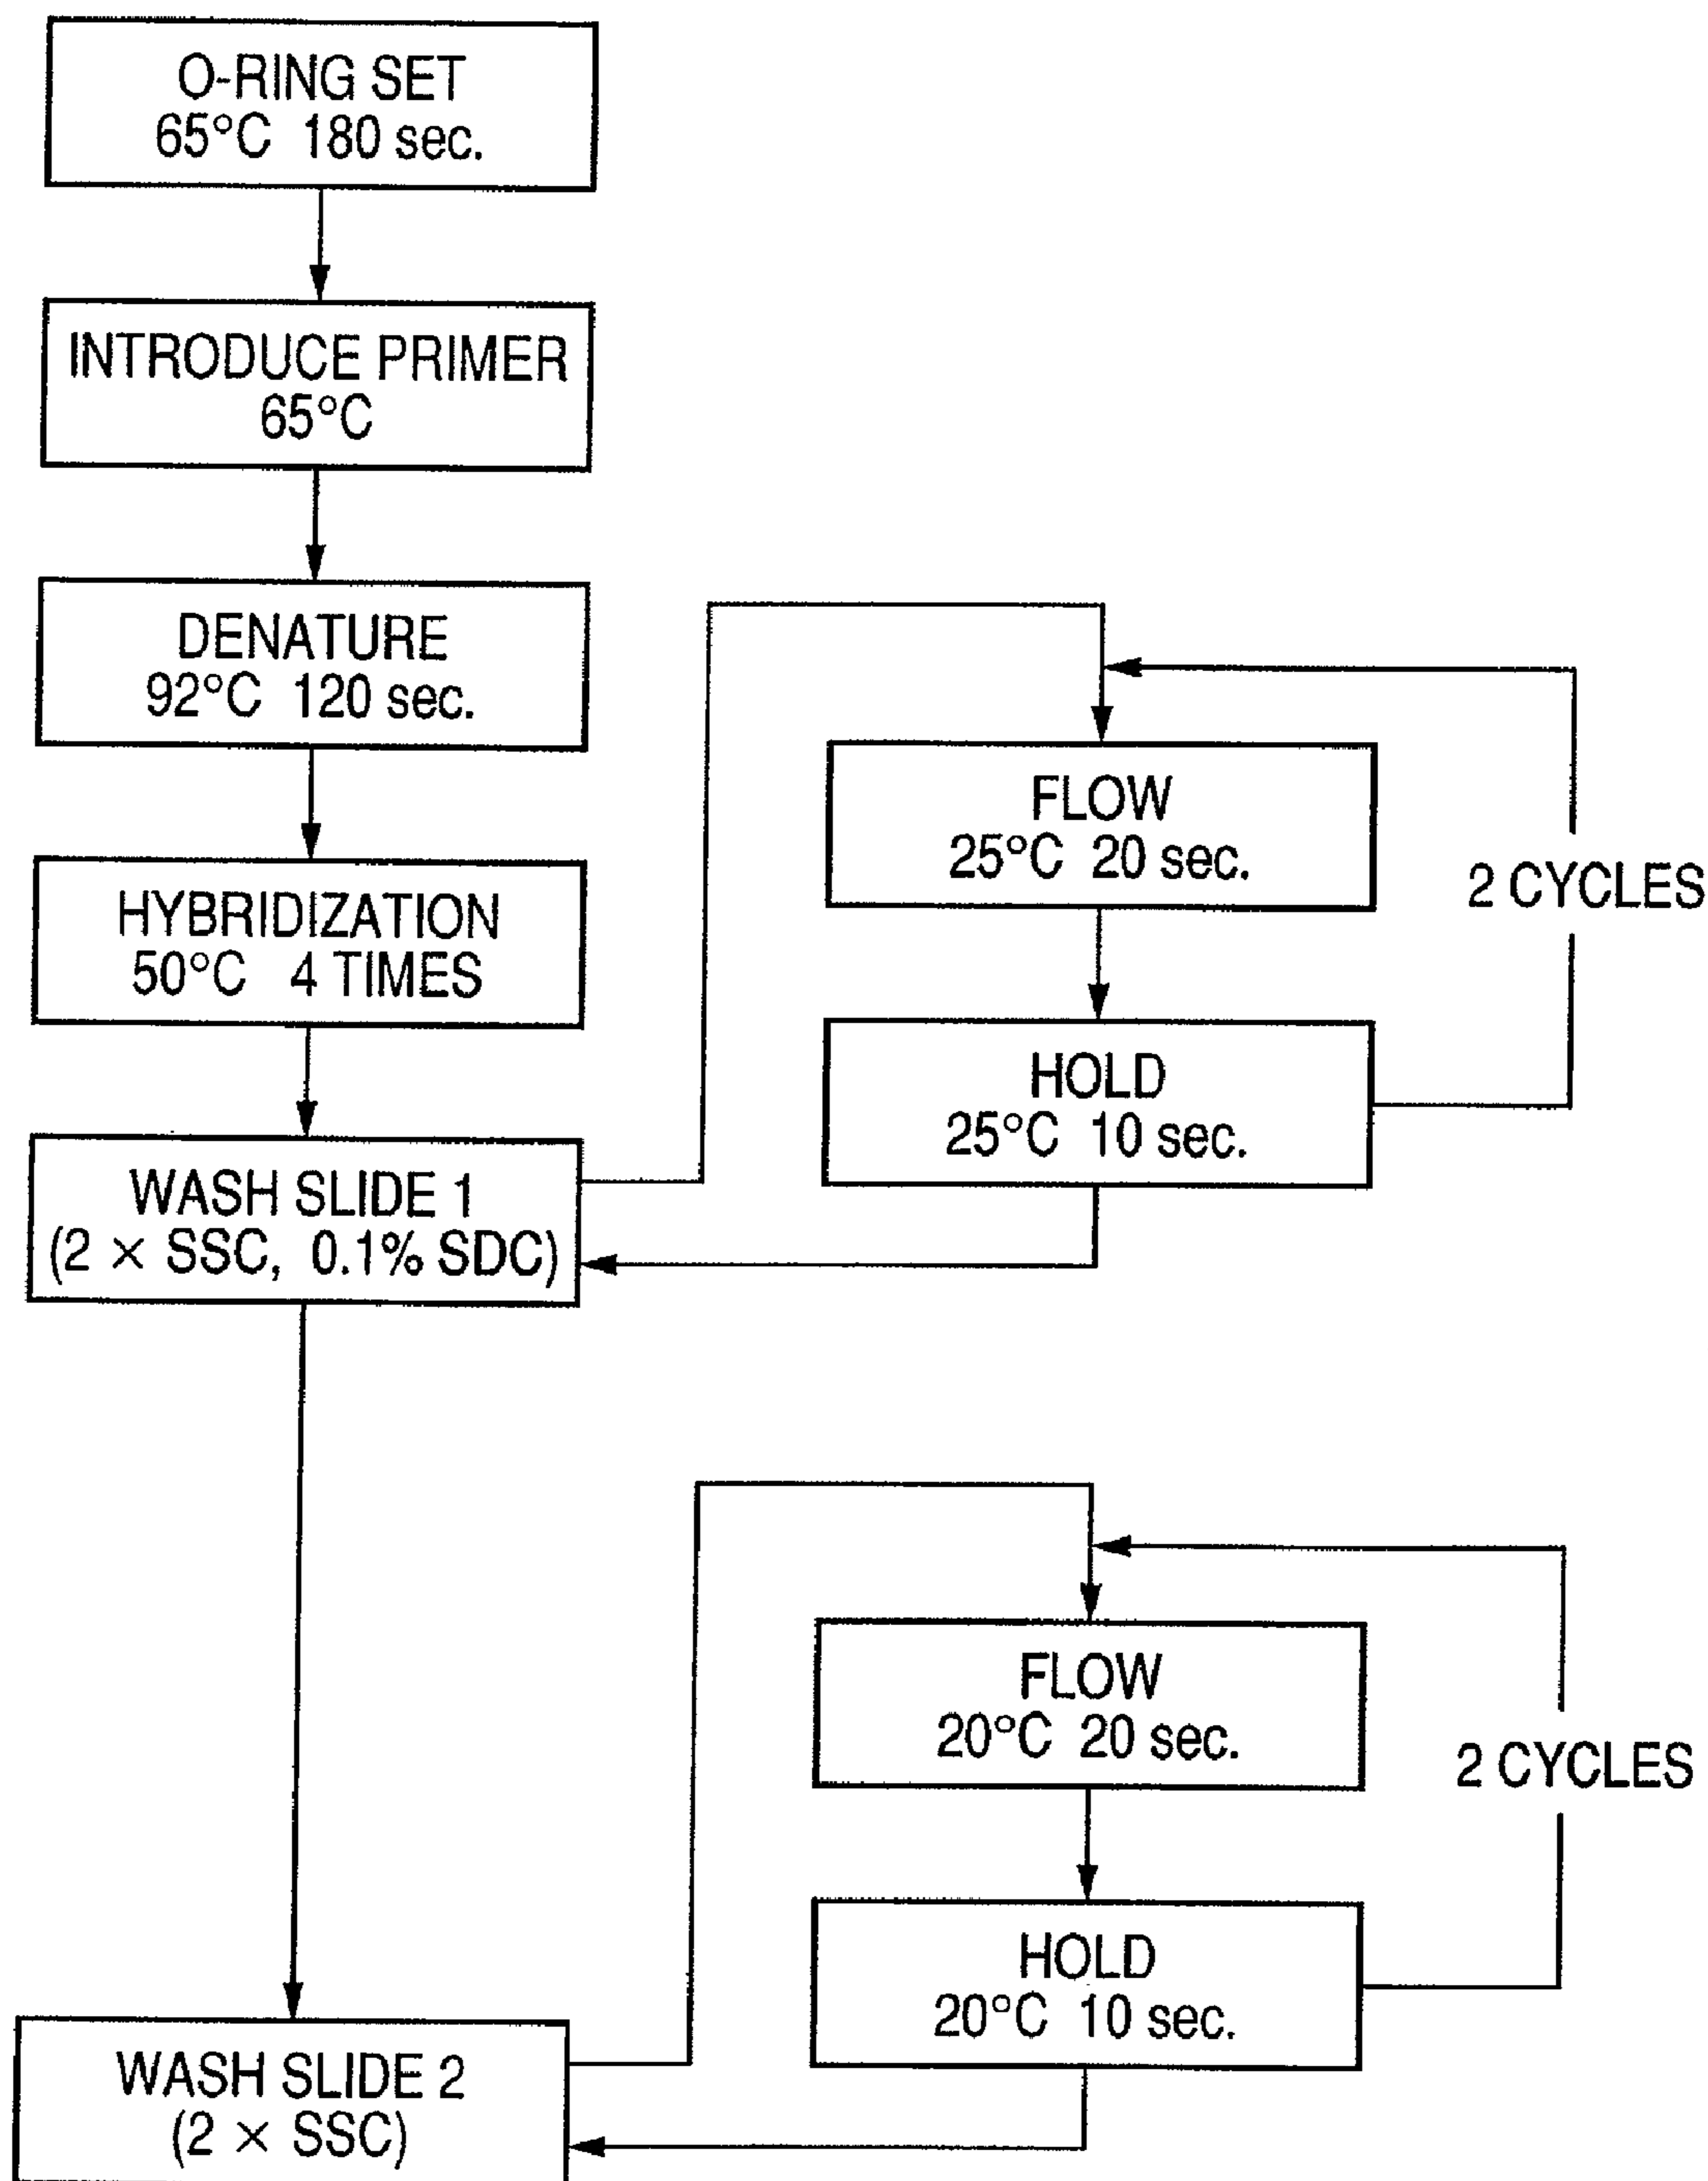 O-RING SET
65°C 180 sec.
INTRODUCE PRIMER
65°C
DENATURE
92°C 120 sec.
HYBRIDIZATION
50°C 4 TIMES
WASH SLIDE 1
(2 × SSC, 0.1% SDC)
FLOW
25°C 20 sec.
HOLD
25°C 10 sec.
2 CYCLES
WASH SLIDE 2
(2 × SSC)
FLOW
20°C 20 sec.
HOLD
20°C 10 sec.
2 CYCLES